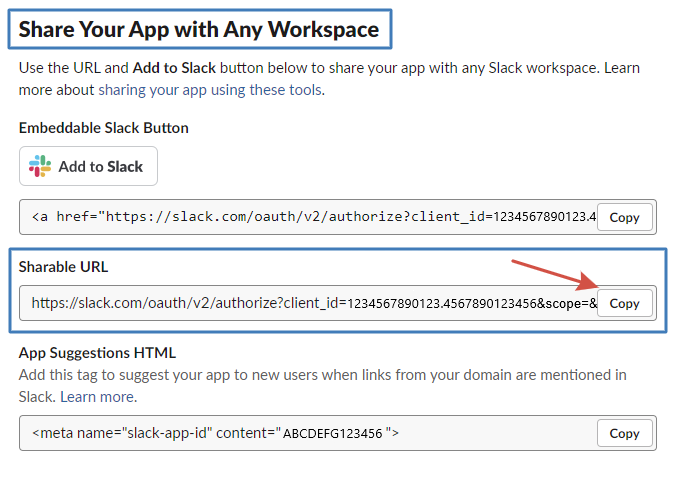 Share Your App with Any Workspace
Use the URL and Add to Slack button below to share your app with any Slack workspace. Learn
more about sharing your app using these tools.
Embeddable Slack Button
Add to Slack
<a href="https://slack.com/oauth/v2/authorize?client_id=1234567890123.4 Copy
Sharable URL
https://slack.com/oauth/v2/authorize?client_id=1234567890123.4567890123456&scope=& Copy
App Suggestions HTML
Add this tag to suggest your app to new users when links from your domain are mentioned in
Slack. Learn more.
<meta name="slack-app-id" content="ABCDEFG123456 "> Copy